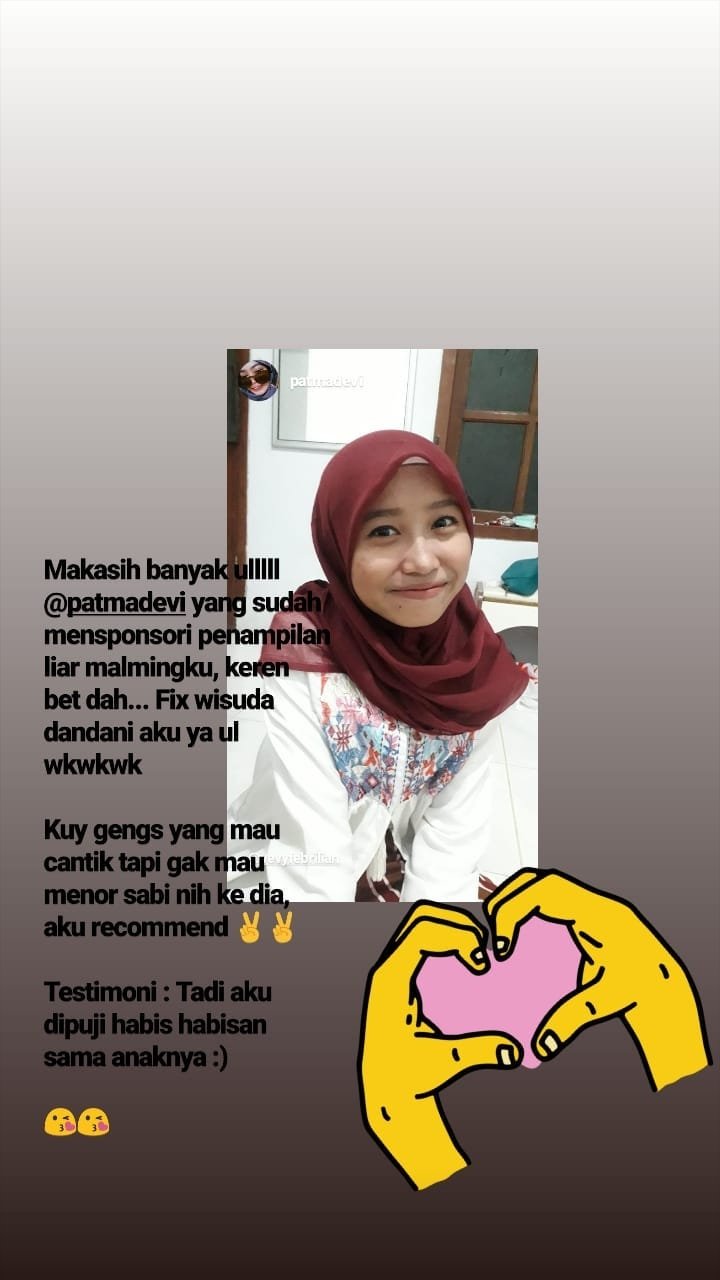 patmadevi
Makasih banyak ulllll
@patmadevi yang sudah
mensponsori penampilan
liar malmingku, keren
bet dah... Fix wisuda
dandani aku ya ul
wkwkwk
Kuy gengs yang mau
cantik tapi gak mau
evyfebrilian
menor sabi nih ke dia,
aku recommend ✌✌
Testimoni : Tadi aku
dipuji habis habisan
sama anaknya :)
😘😘